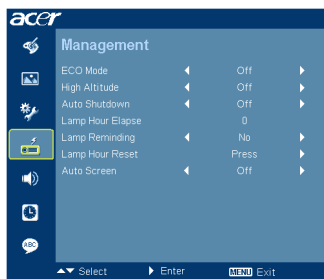 acer
Management
ECO Mode Off
High Altitude Off
Auto Shutdown Off
Lamp Hour Elapse 0
Lamp Reminding No
Lamp Hour Reset Press
Auto Screen Off
ABC
Select Enter MENU Exit